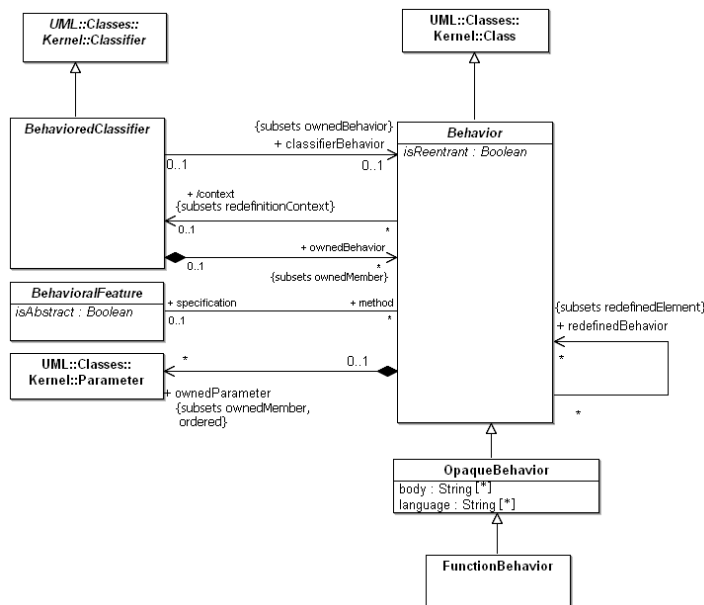 UML::Classes::
Kernel::Classifier
UML::Classes::
Kernel::Class
BehavioredClassifier
{subsets ownedBehavior}
+ classifierBehavior
0..1
0..1
Behavior
isReentrant : Boolean
+ /context
{subsets redefinitionContext}
0..1
*
+ ownedBehavior
0..1
*
{subsets ownedMember}
BehavioralFeature
isAbstract : Boolean
+ specification
+ method
0..1
*
{subsets redefinedElement}
+ redefinedBehavior
*
*
UML::Classes::
Kernel::Parameter
*
0..1
+ ownedParameter
{subsets ownedMember,
ordered}
OpaqueBehavior
body : String [*]
language : String [*]
FunctionBehavior